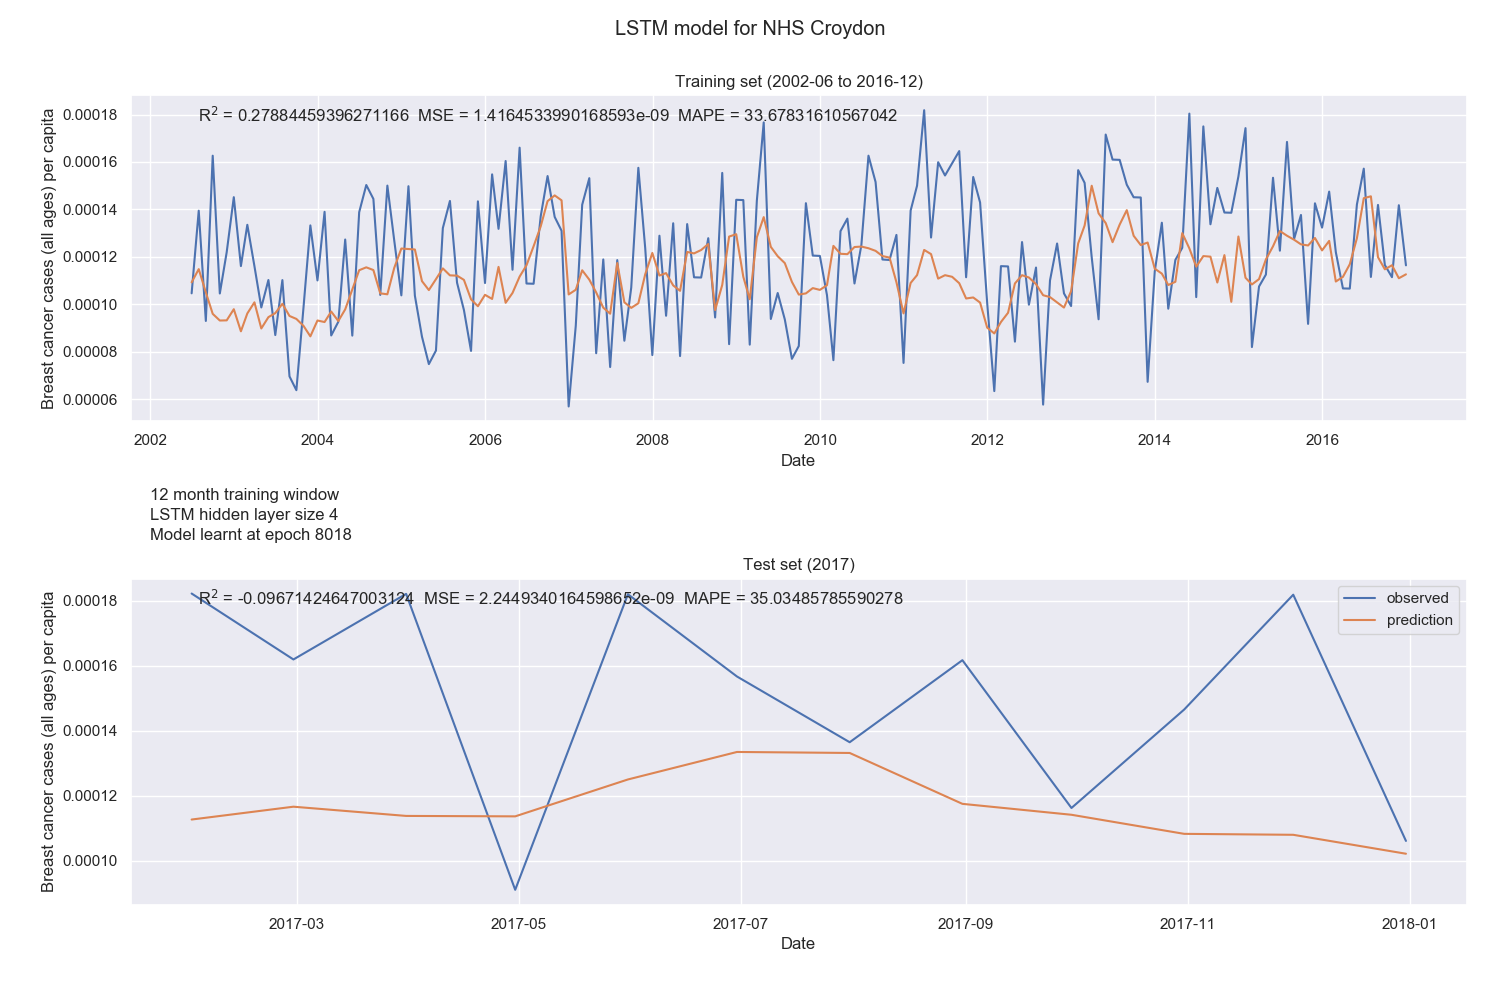 LSTM model for NHS Croydon
Training set (2002-06 to 2016-12)
R² = 0.27884459396271166 MSE = 1.4164533990168593e-09 MAPE = 33.67831610567042
Breast cancer cases (all ages) per capita
0.00018
0.00016
0.00014
0.00012
0.00010
0.00008
0.00006
2002 2004 2006 2008 2010 2012 2014 2016
Date
12 month training window
LSTM hidden layer size 4
Model learnt at epoch 8018
Test set (2017)
R² = -0.09671424647003124 MSE = 2.2449340164598652e-09 MAPE = 35.03485785590278
observed
prediction
Breast cancer cases (all ages) per capita
0.00018
0.00016
0.00014
0.00012
0.00010
2017-03 2017-05 2017-07 2017-09 2017-11 2018-01
Date